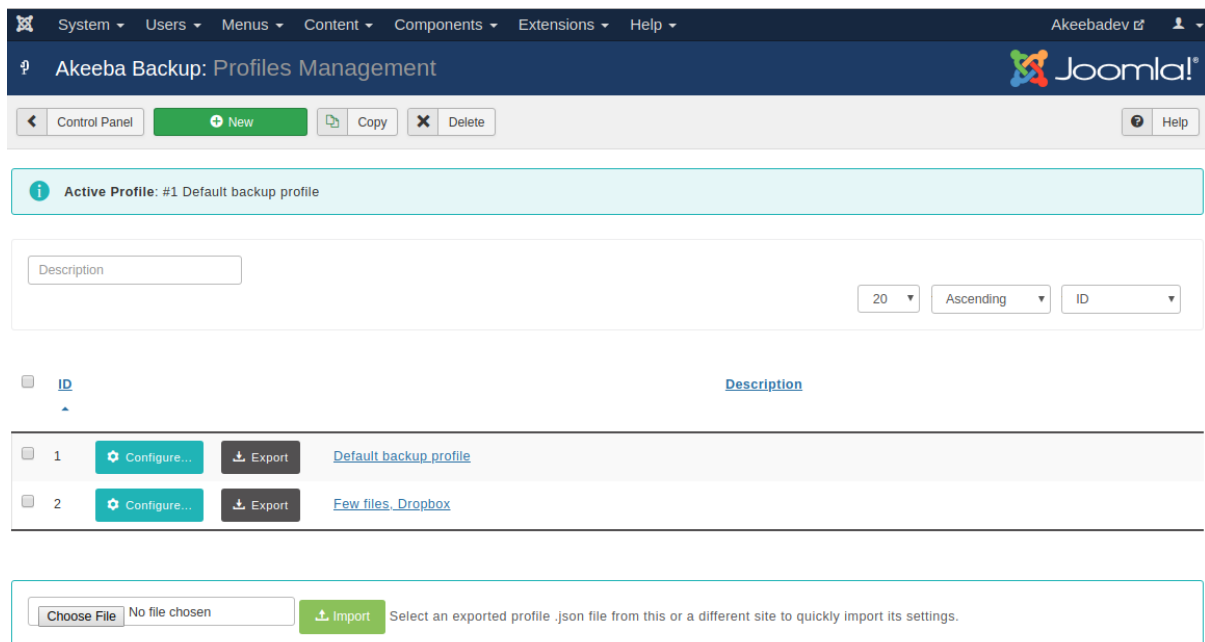 System Users Menus Content Components Extensions Help Akeebadev
Akeeba Backup: Profiles Management Joomla!®
Control Panel New Copy Delete Help
Active Profile: #1 Default backup profile
Description
20 Ascending ID
ID Description
1 Configure... Export Default backup profile
2 Configure... Export Few files, Dropbox
Choose File No file chosen Import Select an exported profile .json file from this or a different site to quickly import its settings.